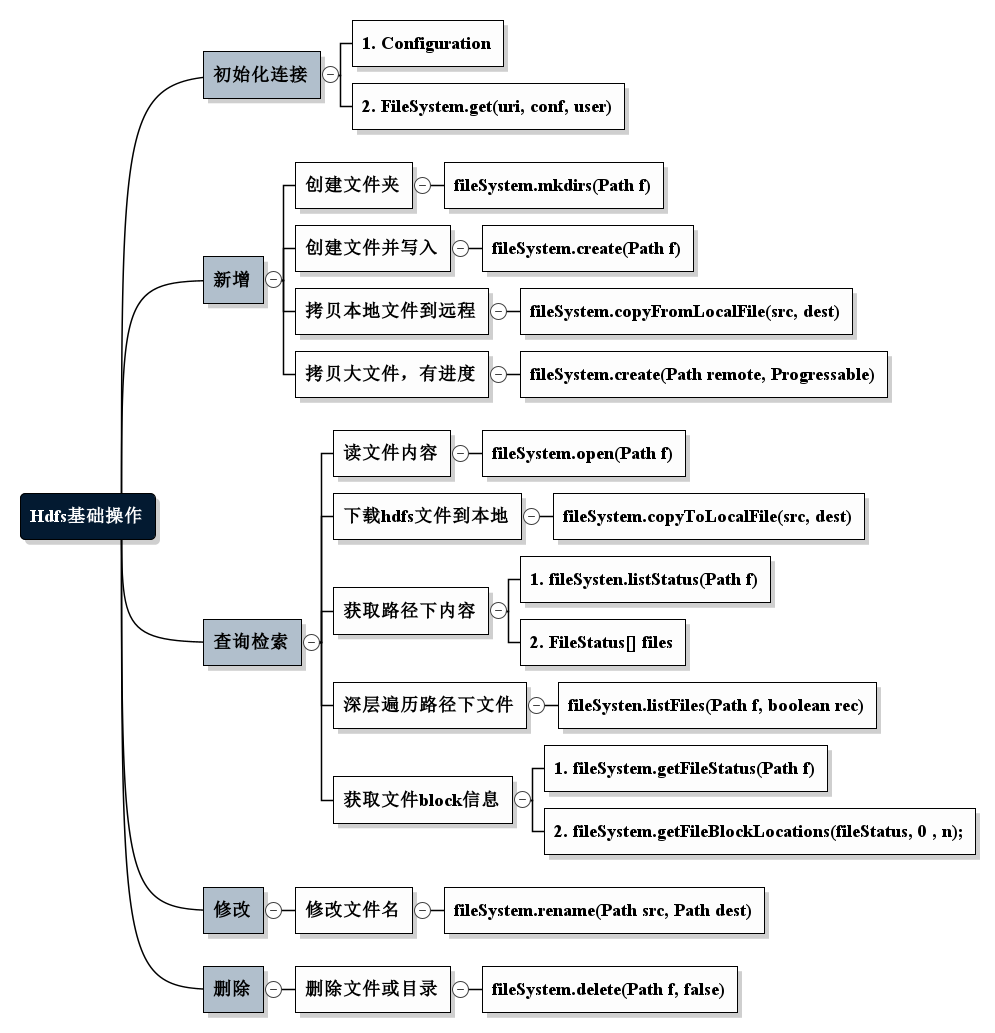 Hdfs基础操作
初始化连接
1. Configuration
2. FileSystem.get(uri, conf, user)
新增
创建文件夹
fileSystem.mkdirs(Path f)
创建文件并写入
fileSystem.create(Path f)
拷贝本地文件到远程
fileSystem.copyFromLocalFile(src, dest)
拷贝大文件，有进度
fileSystem.create(Path remote, Progressable)
查询检索
读文件内容
fileSystem.open(Path f)
下载hdfs文件到本地
fileSystem.copyToLocalFile(src, dest)
获取路径下内容
1. fileSysten.listStatus(Path f)
2. FileStatus[] files
深层遍历路径下文件
fileSysten.listFiles(Path f, boolean rec)
获取文件block信息
1. fileSystem.getFileStatus(Path f)
2. fileSystem.getFileBlockLocations(fileStatus, 0 , n);
修改
修改文件名
fileSystem.rename(Path src, Path dest)
删除
删除文件或目录
fileSystem.delete(Path f, false)